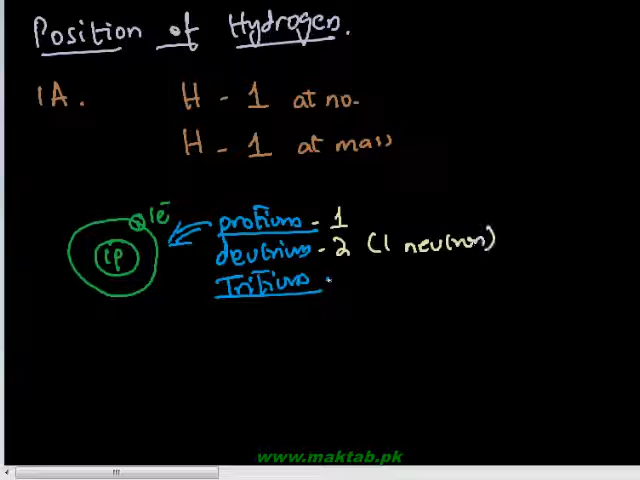 Position of Hydrogen.
1A. H - 1 at no.
H - 1 at mass
1e̅ protium - 1
1p deutrium - 2 (1 neutron)
Tritium
www.maktab.pk